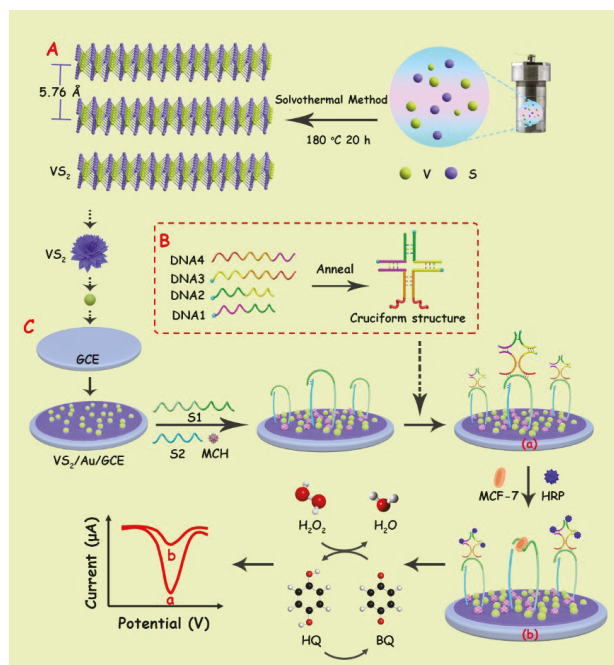 A
5.76 Å
VS2
Solvothermal Method
180 °C 20 h
V
S
VS2
B
DNA4
DNA3
DNA2
DNA1
Anneal
Cruciform structure
C
GCE
VS2/Au/GCE
S1
S2
MCH
(a)
MCF-7
HRP
(b)
H2O2
H2O
HQ
BQ
Current (μA)
b
a
Potential (V)